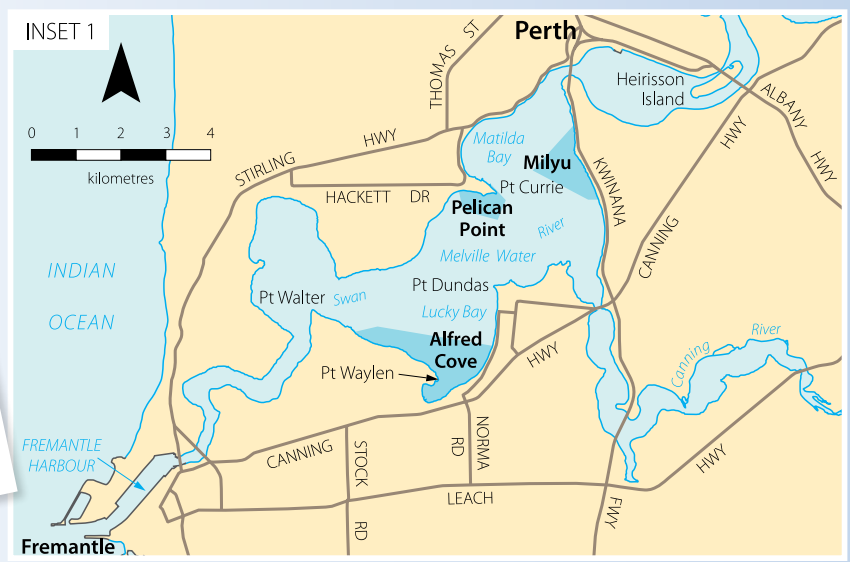 INSET 1
Perth
THOMAS ST
Heirisson
Island
ALBANY
HWY
0 1 2 3 4
kilometres
STIRLING
HWY
Matilda
Bay
Milyu
Pt Currie
KWINANA
HWY
CANNING
HACKETT DR
Pelican
Point
River
Melville Water
INDIAN
OCEAN
Pt Walter
Swan
Pt Dundas
Lucky Bay
Alfred
Cove
HWY
Pt Waylen
Canning
River
FREMANTLE
HARBOUR
CANNING
STOCK
RD
NORMA
RD
LEACH
HWY
FWY
Fremantle